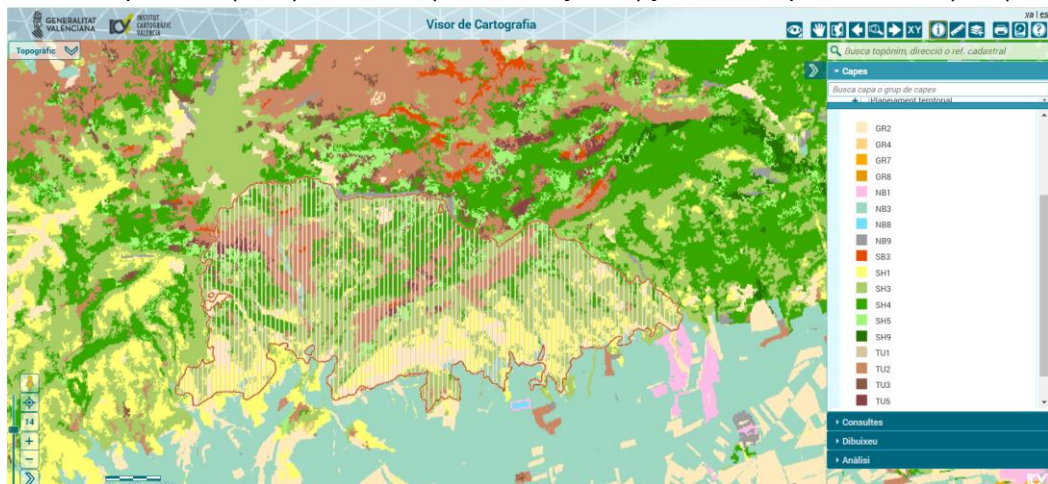 GENERALITAT
VALENCIANA
INSTITUT
CARTOGRÀFIC
VALENCIÀ
Visor de Cartografia
va | es
XY
Topogràfic
Busca topònim, direcció o ref. cadastral
Capes
Busca capa o grup de capes
Planejament territorial
GR2
GR4
GR7
GR8
NB1
NB3
NB8
NB9
SB3
SH1
SH3
SH4
SH5
SH9
TU1
TU2
TU3
TU5
14
+
−
Consultes
Dibuixeu
Anàlisi